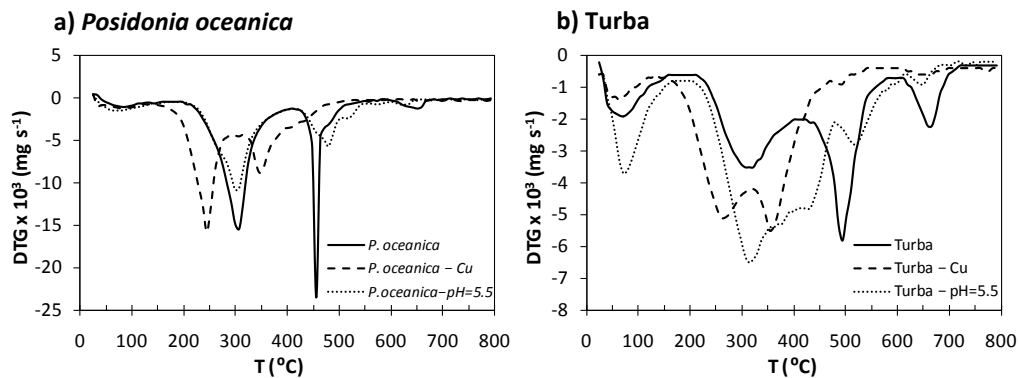 a) Posidonia oceanica
5
0
-5
-10
-15
-20
-25
DTG x 10³ (mg s⁻¹)
P. oceanica
P. oceanica – Cu
P.oceanica–pH=5.5
0 100 200 300 400 500 600 700 800
T (ºC)
b) Turba
0
-1
-2
-3
-4
-5
-6
-7
-8
DTG x 10³ (mg s⁻¹)
Turba
Turba – Cu
Turba – pH=5.5
0 100 200 300 400 500 600 700 800
T (ºC)